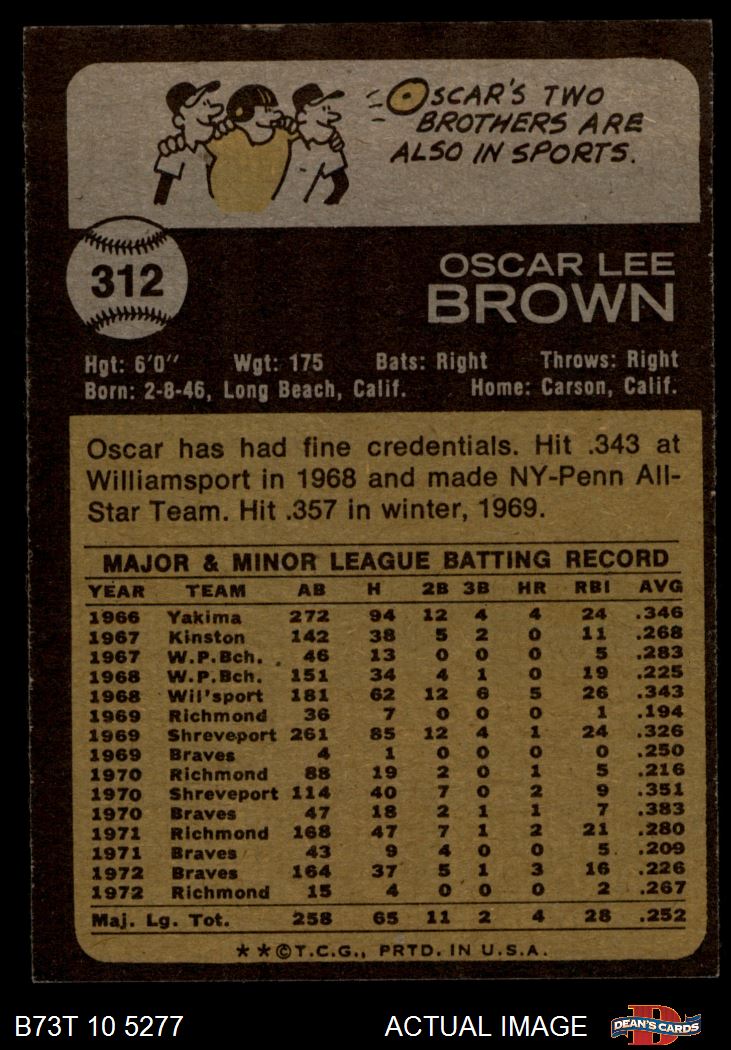 OSCAR'S TWO
BROTHERS ARE
ALSO IN SPORTS.
312
OSCAR LEE
BROWN
Hgt: 6'0" Wgt: 175 Bats: Right Throws: Right
Born: 2-8-46, Long Beach, Calif. Home: Carson, Calif.
Oscar has had fine credentials. Hit .343 at
Williamsport in 1968 and made NY-Penn All-
Star Team. Hit .357 in winter, 1969.
MAJOR & MINOR LEAGUE BATTING RECORD
YEAR TEAM AB H 2B 3B HR RBI AVG
1966 Yakima 272 94 12 4 4 24 .346
1967 Kinston 142 38 5 2 0 11 .268
1967 W.P.Bch. 46 13 0 0 0 5 .283
1968 W.P.Bch. 151 34 4 1 0 19 .225
1968 Wil'sport 181 62 12 6 5 26 .343
1969 Richmond 36 7 0 0 0 1 .194
1969 Shreveport 261 85 12 4 1 24 .326
1969 Braves 4 1 0 0 0 0 .250
1970 Richmond 88 19 2 0 1 5 .216
1970 Shreveport 114 40 7 0 2 9 .351
1970 Braves 47 18 2 1 1 7 .383
1971 Richmond 168 47 7 1 2 21 .280
1971 Braves 43 9 4 0 0 5 .209
1972 Braves 164 37 5 1 3 16 .226
1972 Richmond 15 4 0 0 0 2 .267
Maj. Lg. Tot. 258 65 11 2 4 28 .252
**©T.C.G., PRTD. IN U.S.A.
B73T 10 5277 ACTUAL IMAGE D DEAN'S CARDS